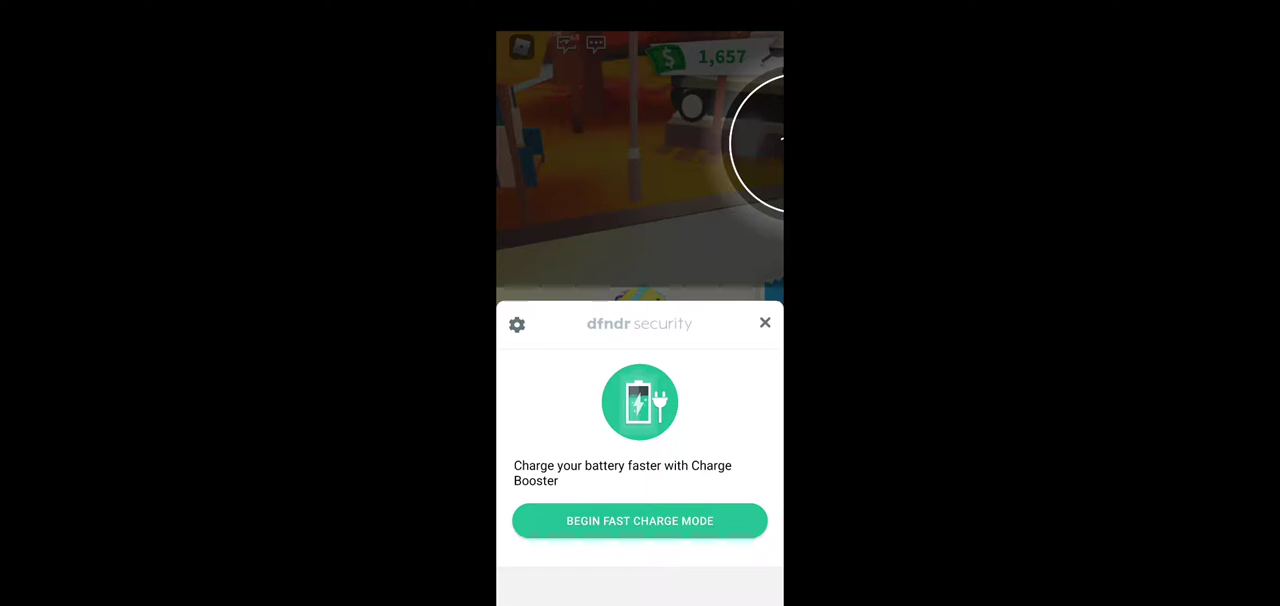 1,657
dfndr security
Charge your battery faster with Charge
Booster
BEGIN FAST CHARGE MODE